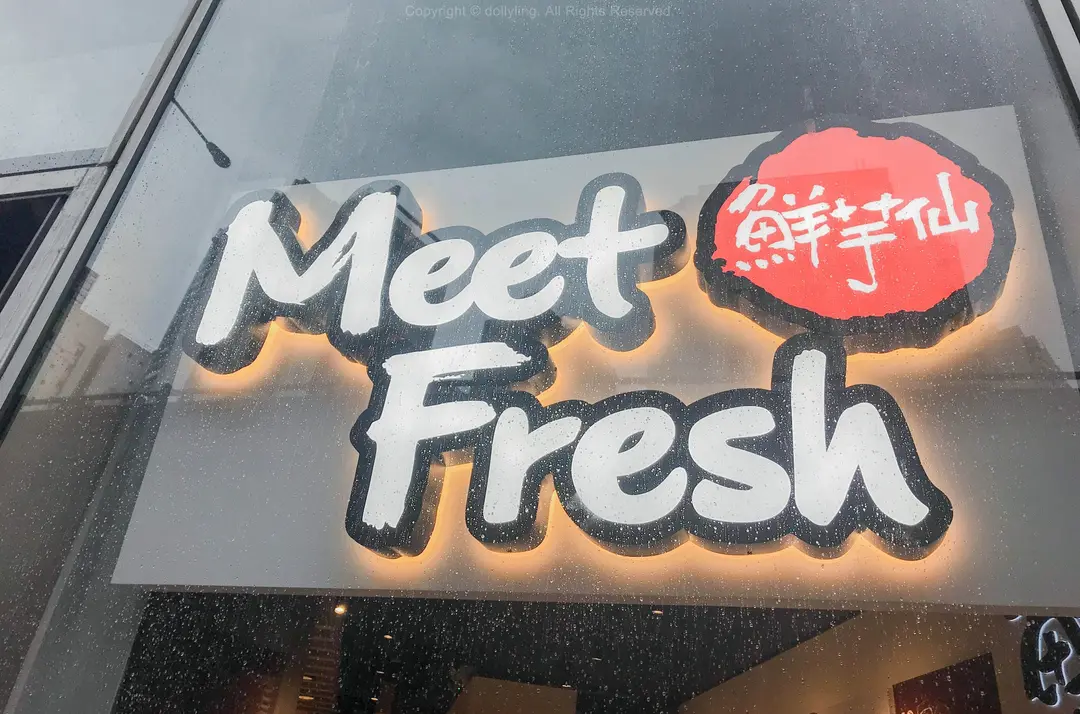 Copyright © dollyling. All Rights Reserved.
Meet
鮮芋仙
Fresh